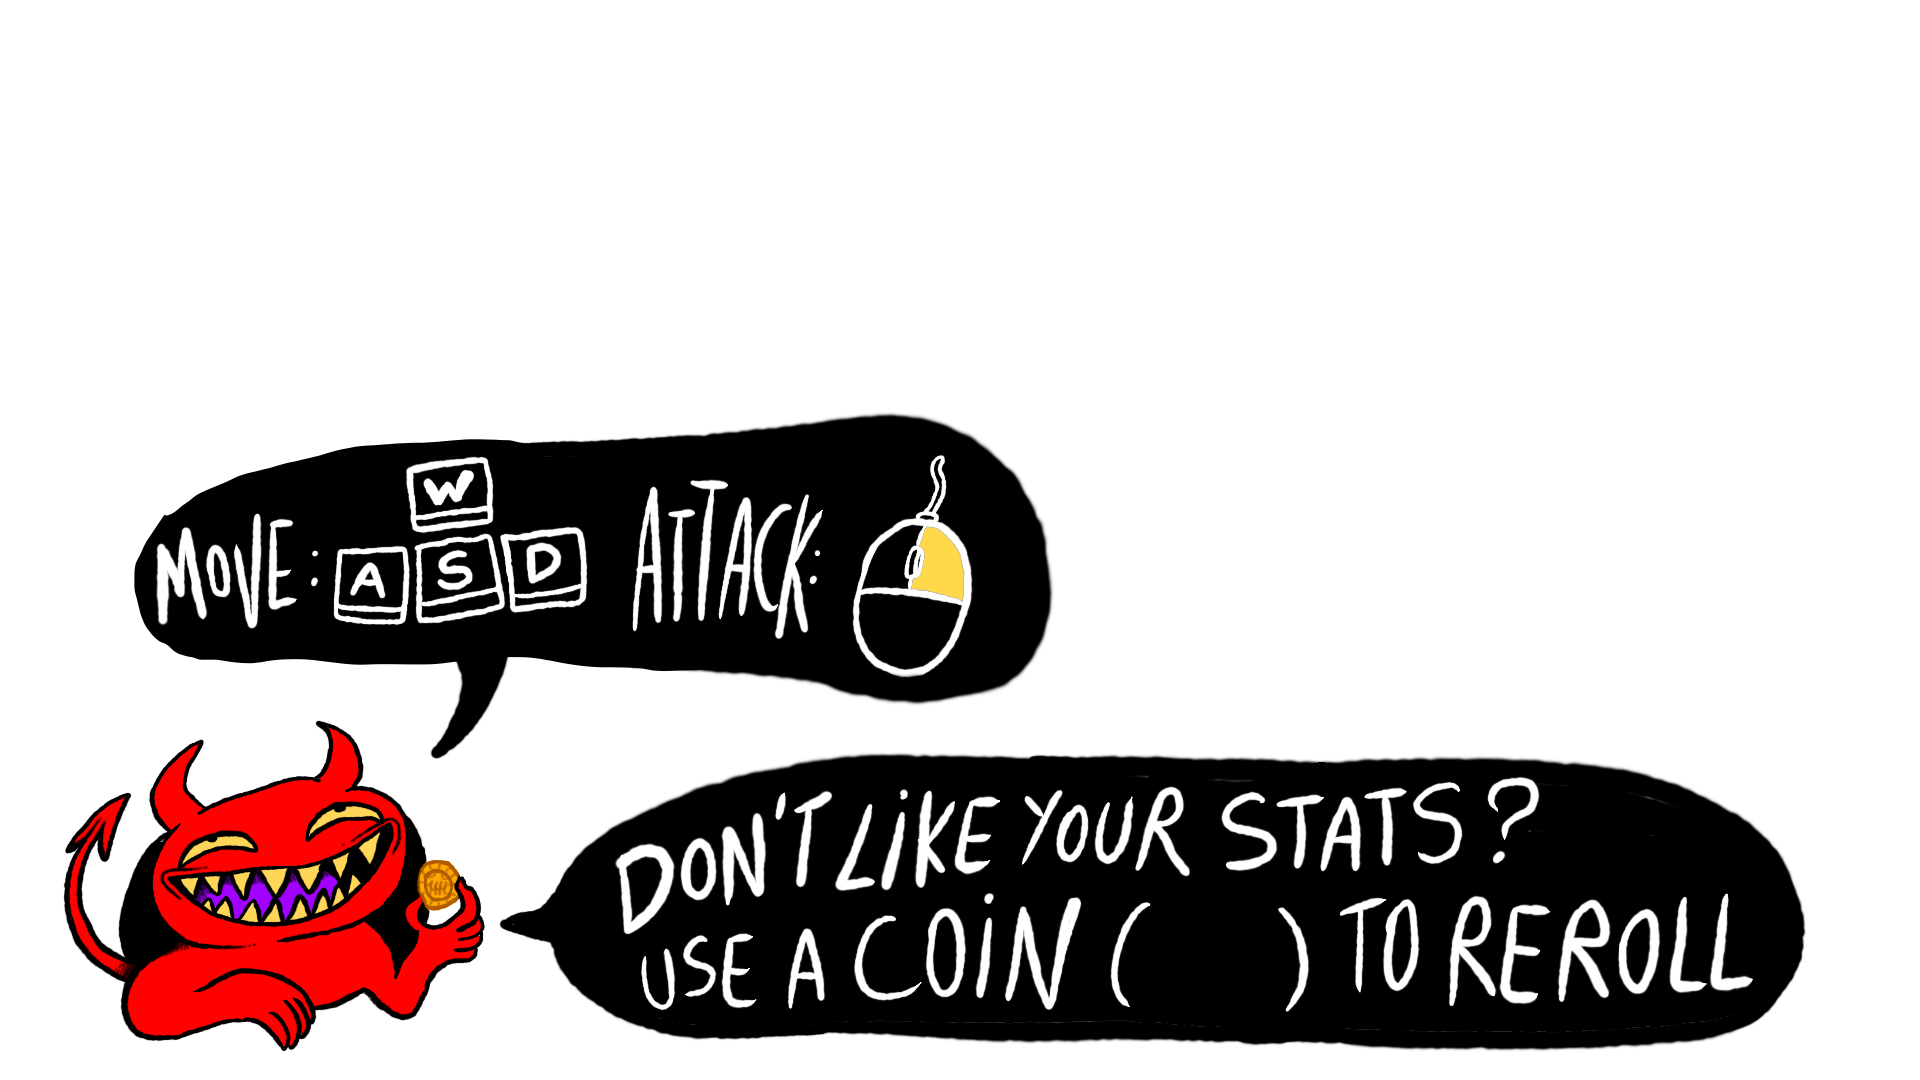 MOVE: W A S D ATTACK:
DON'T LIKE YOUR STATS?
USE A COIN ( ) TO REROLL